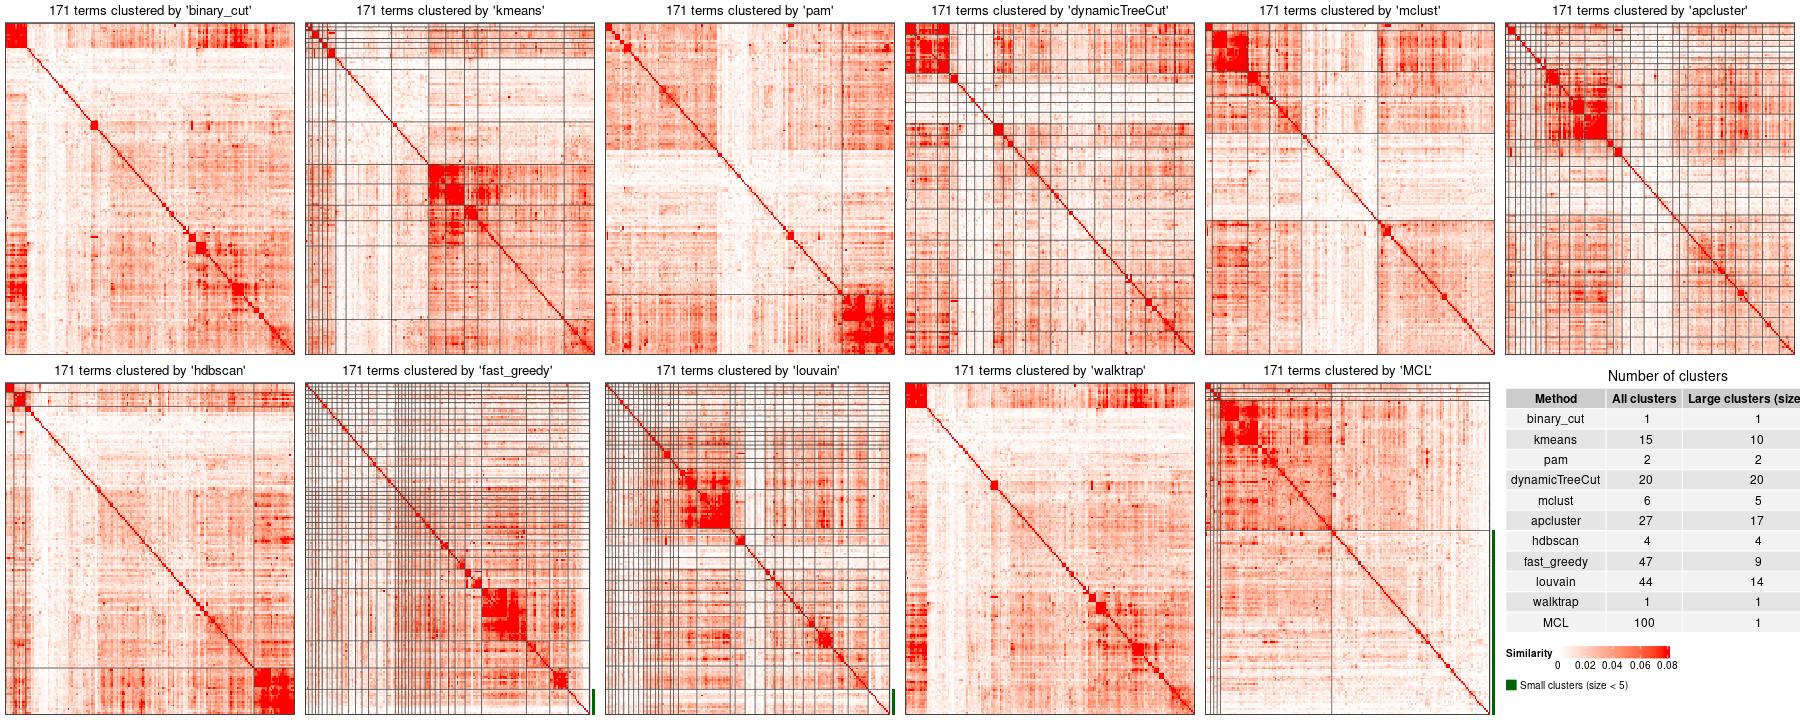 171 terms clustered by 'binary_cut'
171 terms clustered by 'kmeans'
171 terms clustered by 'pam'
171 terms clustered by 'dynamicTreeCut'
171 terms clustered by 'mclust'
171 terms clustered by 'apcluster'
171 terms clustered by 'hdbscan'
171 terms clustered by 'fast_greedy'
171 terms clustered by 'louvain'
171 terms clustered by 'walktrap'
171 terms clustered by 'MCL'
Number of clusters
Method All clusters Large clusters (size
binary_cut 1 1
kmeans 15 10
pam 2 2
dynamicTreeCut 20 20
mclust 6 5
apcluster 27 17
hdbscan 4 4
fast_greedy 47 9
louvain 44 14
walktrap 1 1
MCL 100 1
Similarity
0 0.02 0.04 0.06 0.08
Small clusters (size < 5)